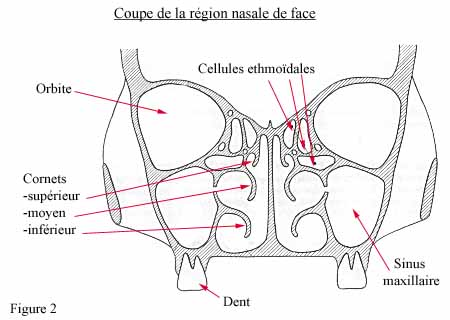 Coupe de la région nasale de face
Cellules ethmoïdales
Orbite
Cornets
-supérieur
-moyen
-inférieur
Sinus
maxillaire
Dent
Figure 2